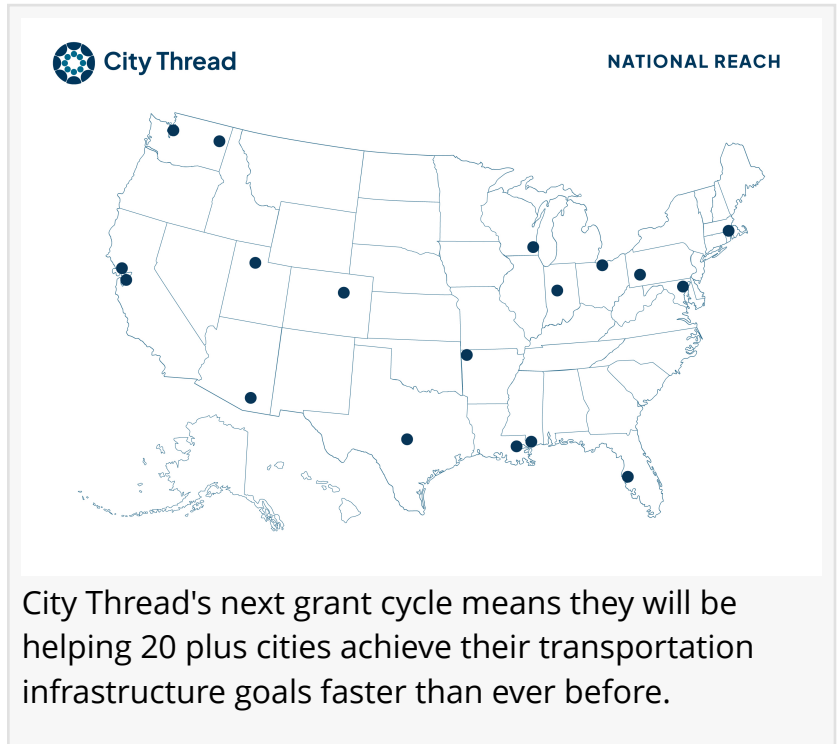 City Thread
NATIONAL REACH
City Thread's next grant cycle means they will be
helping 20 plus cities achieve their transportation
infrastructure goals faster than ever before.